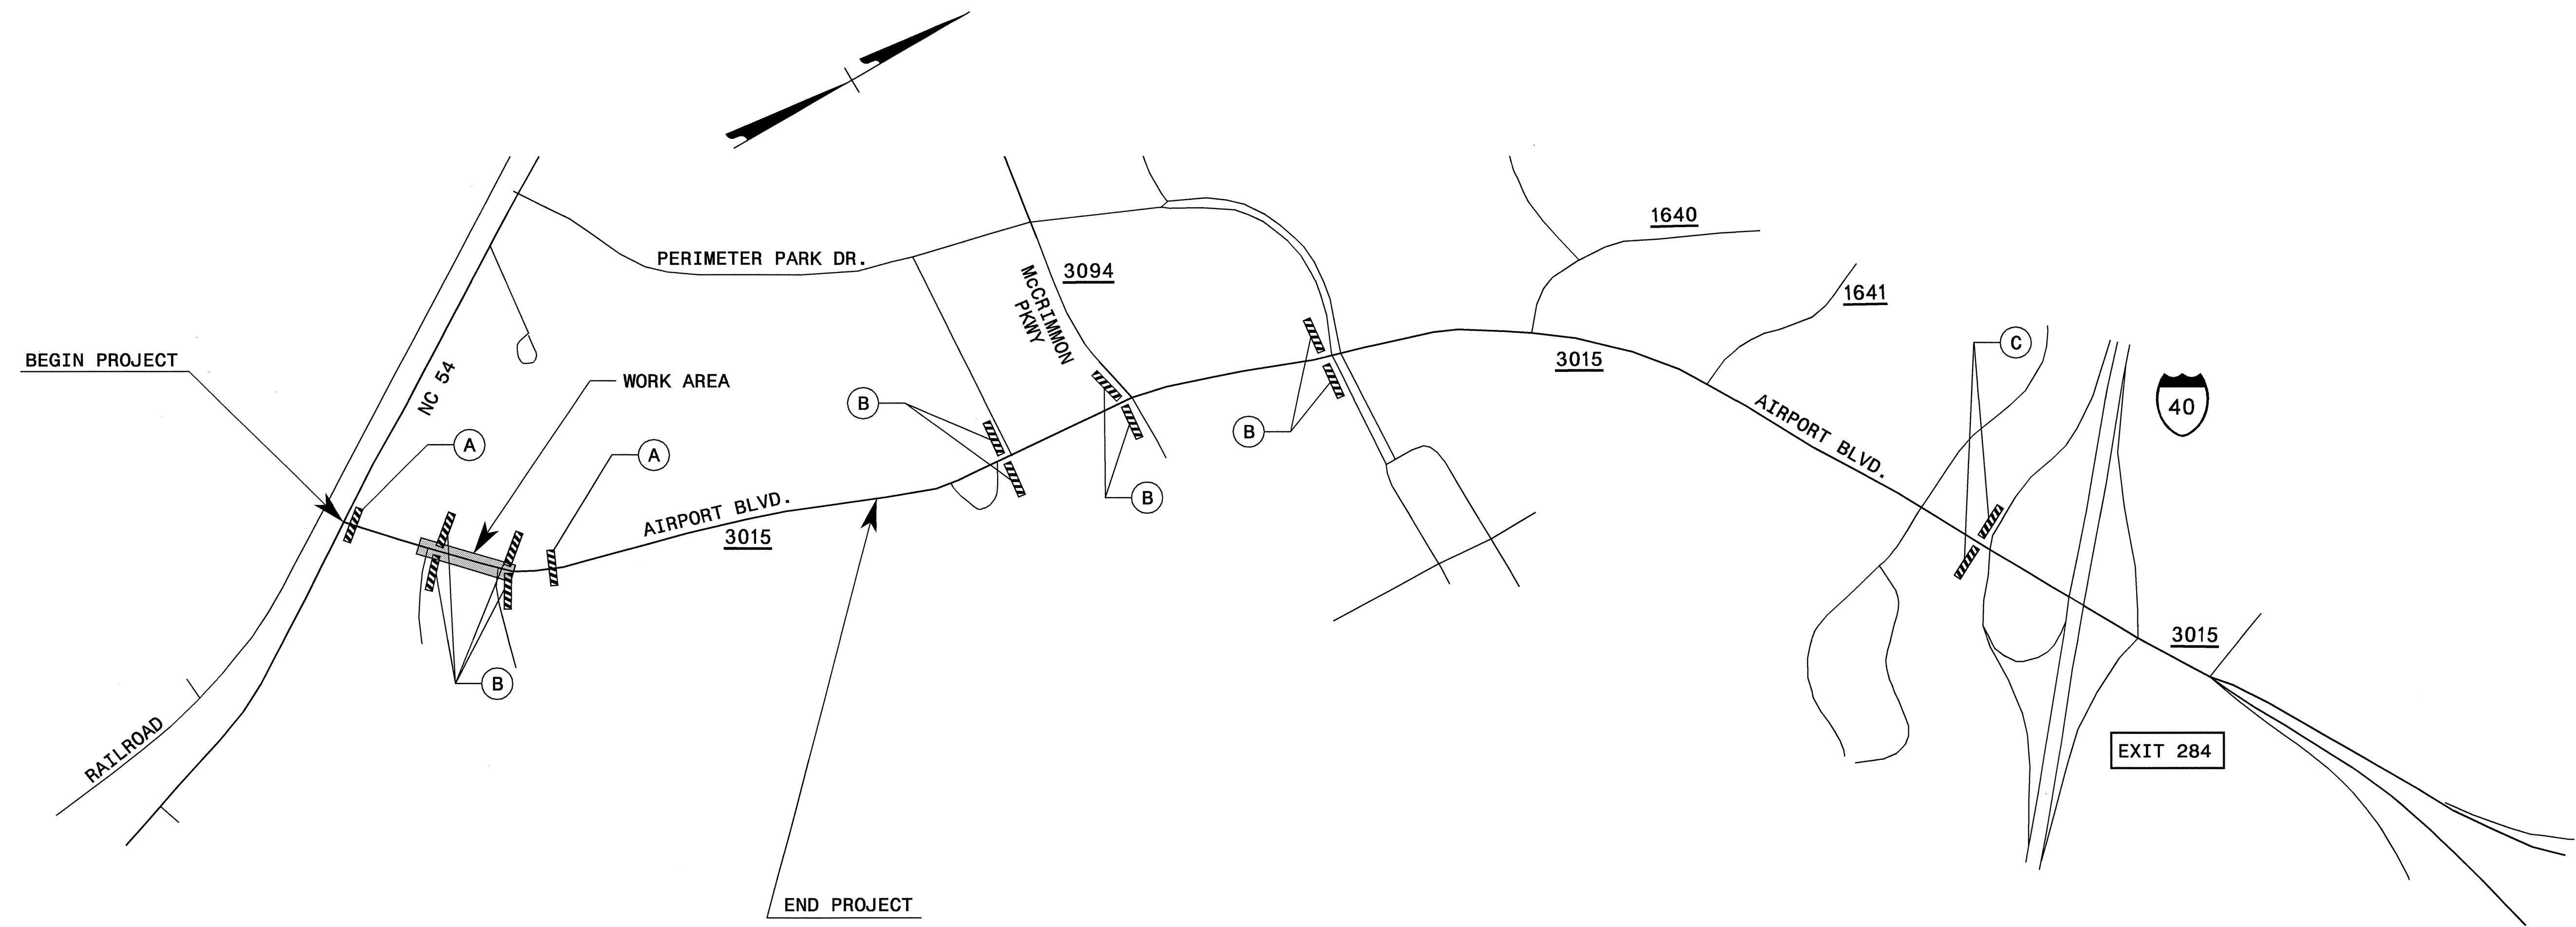 1640
PERIMETER PARK DR.
3094
McCRIMMON
PKWY
1641
BEGIN PROJECT
NC 54
WORK AREA
3015
C
40
B
A
A
B
B
AIRPORT BLVD.
AIRPORT BLVD.
3015
B
3015
RAILROAD
EXIT 284
END PROJECT